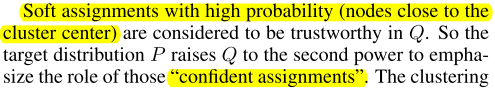 Soft assignments with high probability (nodes close to the
cluster center) are considered to be trustworthy in Q. So the
target distribution P raises Q to the second power to empha-
size the role of those “confident assignments”. The clustering